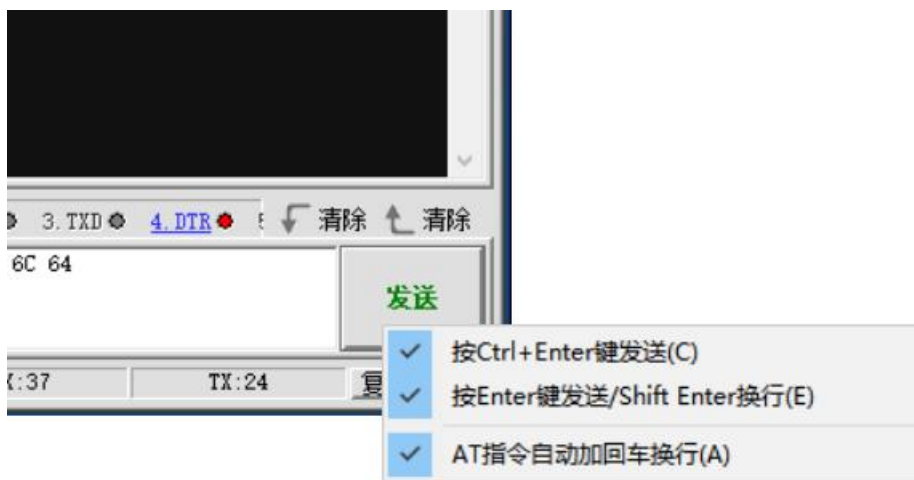 3.TXD 4.DTR 清除 清除
6C 64
发送
:37 TX:24 复
按Ctrl+Enter键发送(C)
按Enter键发送/Shift Enter换行(E)
AT指令自动加回车换行(A)